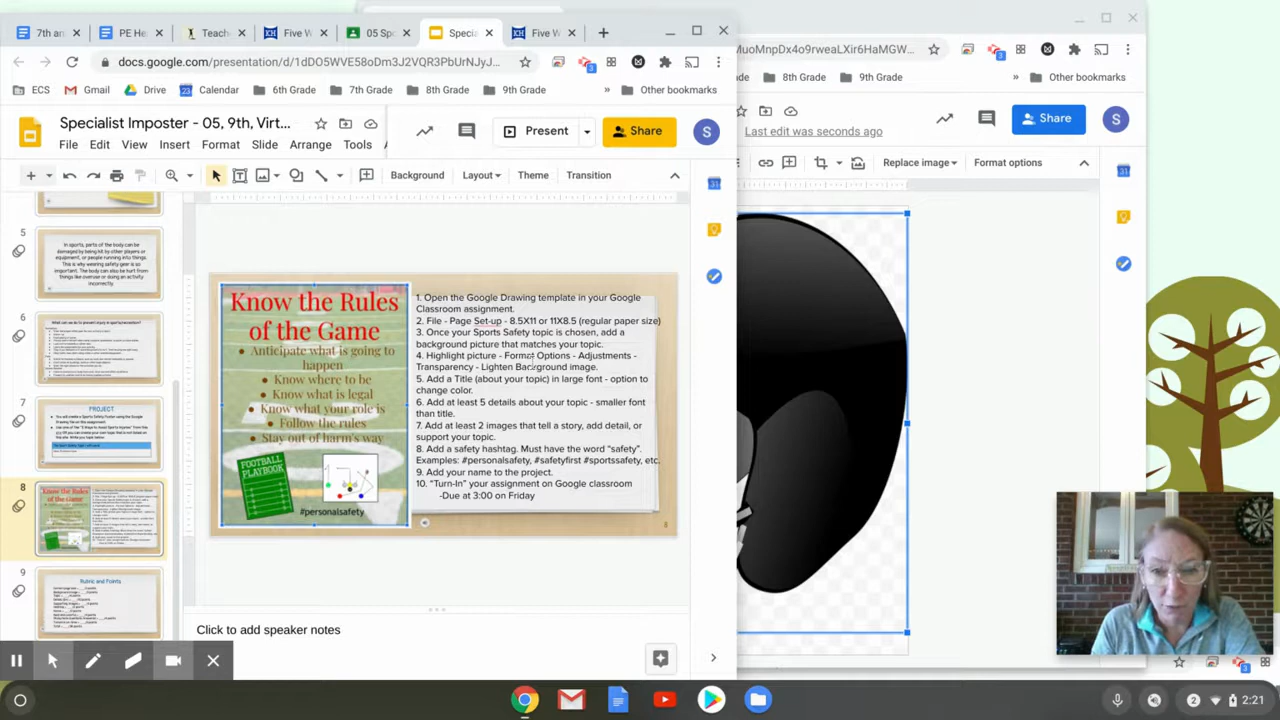 7th an
PE He
Teach
Five W
05 Sp
Specia
Five W
docs.google.com/presentation/d/1HDO5WVE58oDm3J2VQR3PbUrNJyJ...
MuoMnpDx4o9rweaLXir6HaMGW...
3
3
ECS
Gmail
Drive
Calendar
6th Grade
7th Grade
8th Grade
9th Grade
»
Other bookmarks
8th Grade
9th Grade
»
Other bookmarks
Specialist Imposter - 05, 9th, Virt...
File Edit View Insert Format Slide Arrange Tools
Present
Share
S
Last edit was seconds ago
Share
S
Background
Layout
Theme
Transition
Replace image
Format options
5
In sports, parts of the body can
be damaged by being hit by other players or
equipment, or people running into things.
This is why wearing safety gear is so
important. The body can also be hurt from
things like overuse or doing an activity
incorrectly.
6
7
PROJECT
8
9
Rubric and Points
Know the Rules
of the Game
● Anticipate what is going to
happen
● Know where to be
● Know what is legal
● Know what your role is
● Follow the rules
● Stay out of harm's way
FOOTBALL
PLAYBOOK
#personalsafety
1. Open the Google Drawing template in your Google
Classroom assignment.
2. File - Page Set-up - 8.5X11 or 11X8.5 (regular paper size)
3. Once your Sports Safety topic is chosen, add a
background picture that matches your topic.
4. Highlight picture - Format Options - Adjustments -
Transparency - Lighten Background image.
5. Add a Title (about your topic) in large font - option to
change color.
6. Add at least 5 details about your topic - smaller font
than title.
7. Add at least 2 images that tell a story, add detail, or
support your topic.
8. Add a safety hashtag. Must have the word "safety".
Examples: #personalsafety, #safetyfirst #sportssafety, etc.
9. Add your name to the project.
10. "Turn-In" your assignment on Google classroom
-Due at 3:00 on Friday.
8
Click to add speaker notes
3
2
2:21